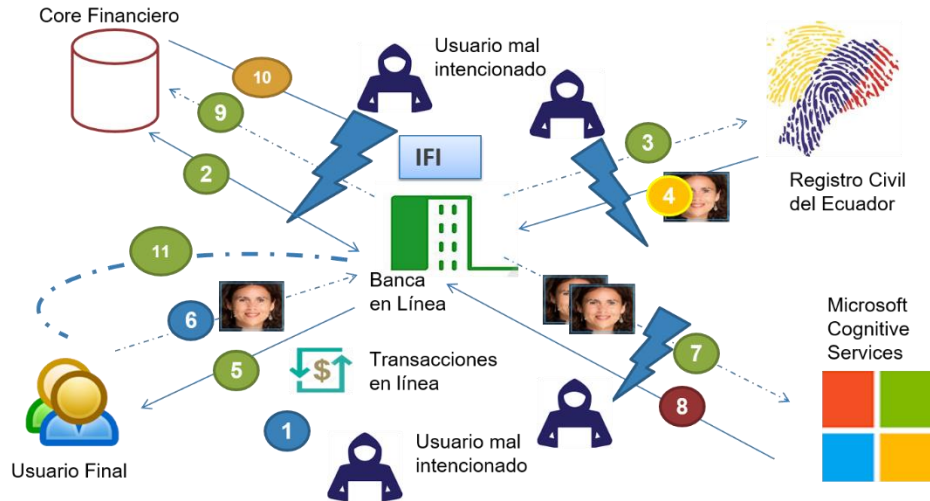 Core Financiero
Usuario mal
intencionado
10
9
3
IFI
2
4
Registro Civil
del Ecuador
11
Banca
en Línea
6
Microsoft
Cognitive
Services
7
5
Transacciones
en línea
$
8
1
Usuario mal
intencionado
Usuario Final